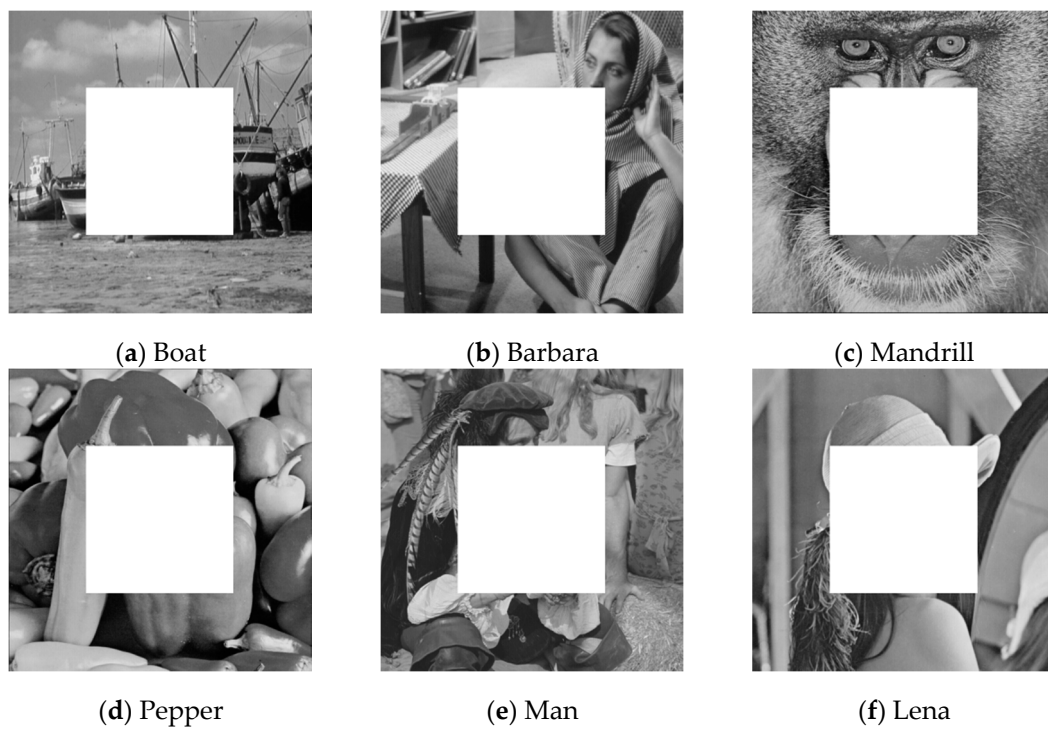 (a) Boat
(b) Barbara
(c) Mandrill
(d) Pepper
(e) Man
(f) Lena